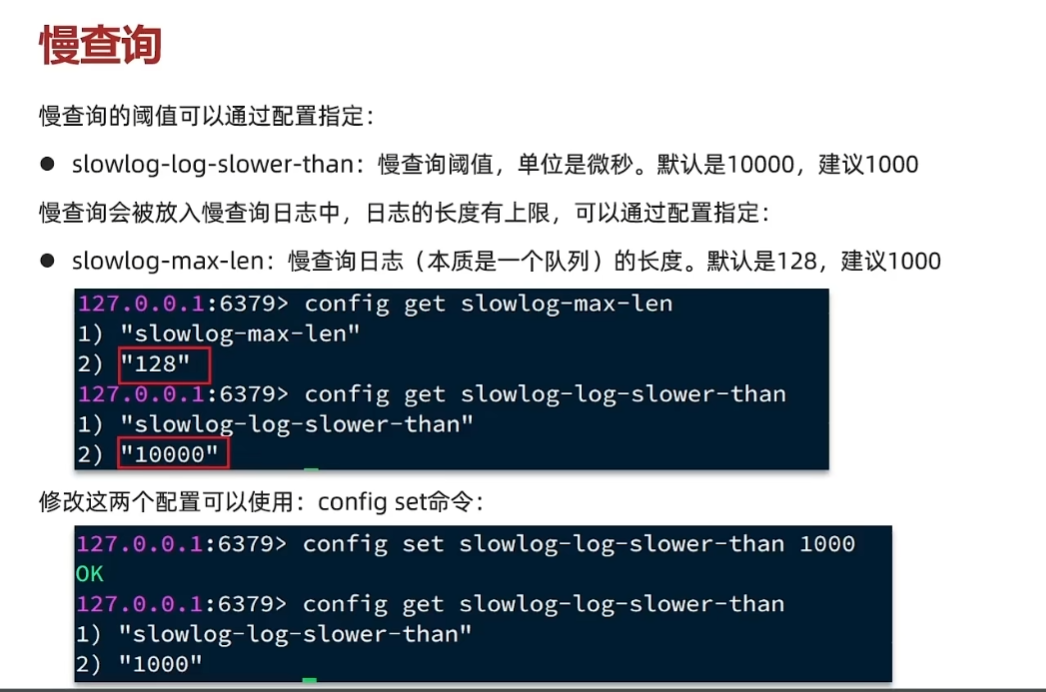 慢查询
慢查询的阈值可以通过配置指定：
● slowlog-log-slower-than：慢查询阈值，单位是微秒。默认是10000，建议1000
慢查询会被放入慢查询日志中，日志的长度有上限，可以通过配置指定：
● slowlog-max-len：慢查询日志（本质是一个队列）的长度。默认是128，建议1000
127.0.0.1:6379> config get slowlog-max-len
1) "slowlog-max-len"
2) "128"
127.0.0.1:6379> config get slowlog-log-slower-than
1) "slowlog-log-slower-than"
2) "10000"
修改这两个配置可以使用：config set命令：
127.0.0.1:6379> config set slowlog-log-slower-than 1000
OK
127.0.0.1:6379> config get slowlog-log-slower-than
1) "slowlog-log-slower-than"
2) "1000"